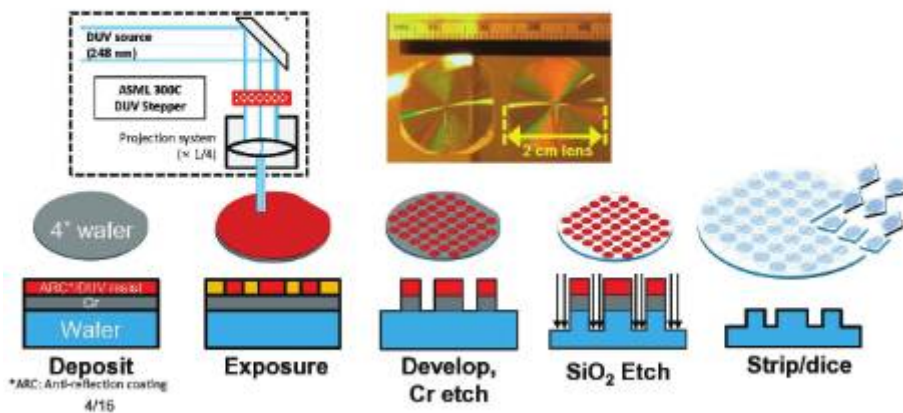 DUV source
(248 nm)
ASML 300C
DUV Stepper
Projection system
(× 1/4)
2 cm lens
4" wafer
ARC*/DUV resist
Cr
Wafer
Deposit
Exposure
Develop,
Cr etch
SiO2 Etch
Strip/dice
*ARC: Anti-reflection coating
4/16